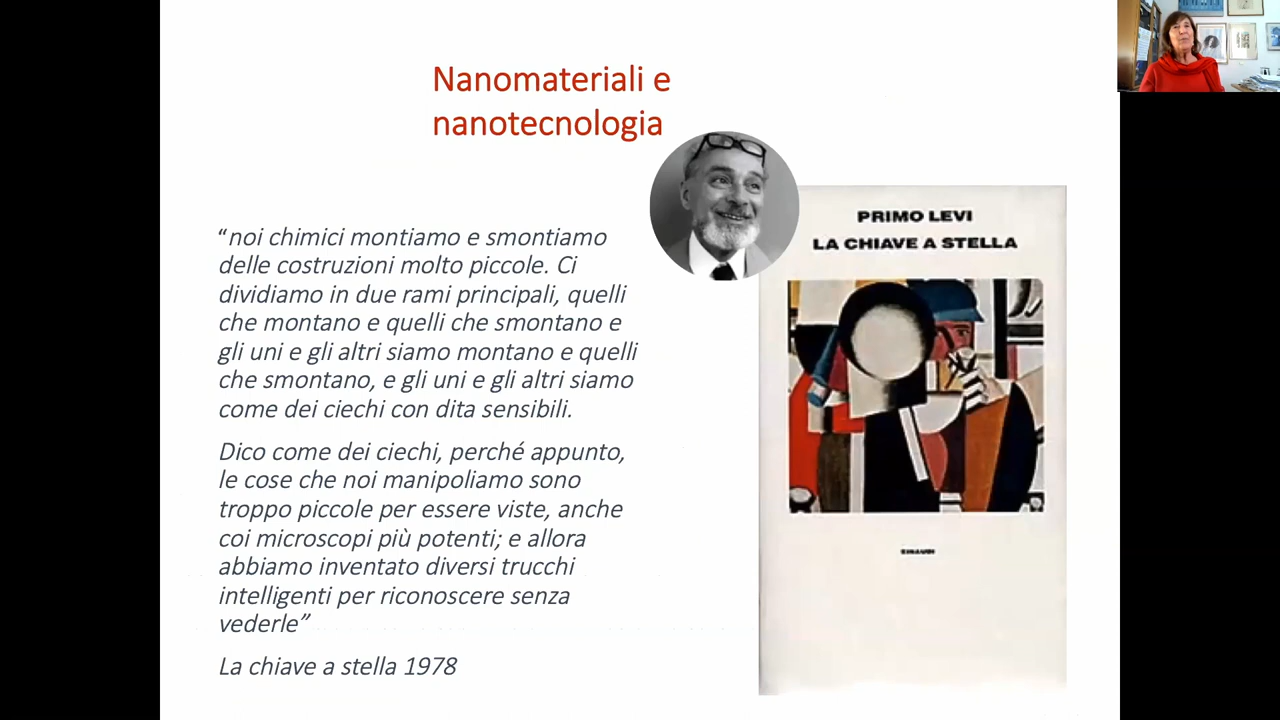 Nanomateriali e
nanotecnologia
“noi chimici montiamo e smontiamo
delle costruzioni molto piccole. Ci
dividiamo in due rami principali, quelli
che montano e quelli che smontano e
gli uni e gli altri siamo montano e quelli
che smontano, e gli uni e gli altri siamo
come dei ciechi con dita sensibili.
Dico come dei ciechi, perché appunto,
le cose che noi manipoliamo sono
troppo piccole per essere viste, anche
coi microscopi più potenti; e allora
abbiamo inventato diversi trucchi
intelligenti per riconoscere senza
vederle”
La chiave a stella 1978
PRIMO LEVI
LA CHIAVE A STELLA
EINAUDI